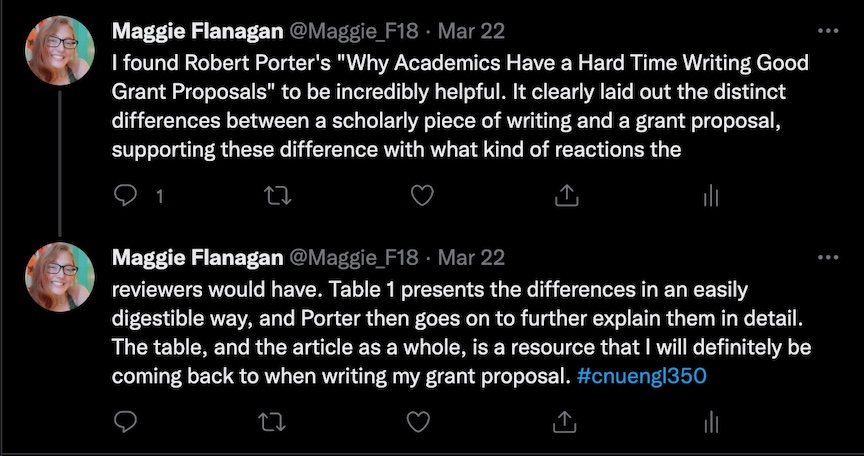 Maggie Flanagan @Maggie_F18 · Mar 22
I found Robert Porter's "Why Academics Have a Hard Time Writing Good
Grant Proposals" to be incredibly helpful. It clearly laid out the distinct
differences between a scholarly piece of writing and a grant proposal,
supporting these difference with what kind of reactions the
1
Maggie Flanagan @Maggie_F18 · Mar 22
reviewers would have. Table 1 presents the differences in an easily
digestible way, and Porter then goes on to further explain them in detail.
The table, and the article as a whole, is a resource that I will definitely be
coming back to when writing my grant proposal. #cnuengl350